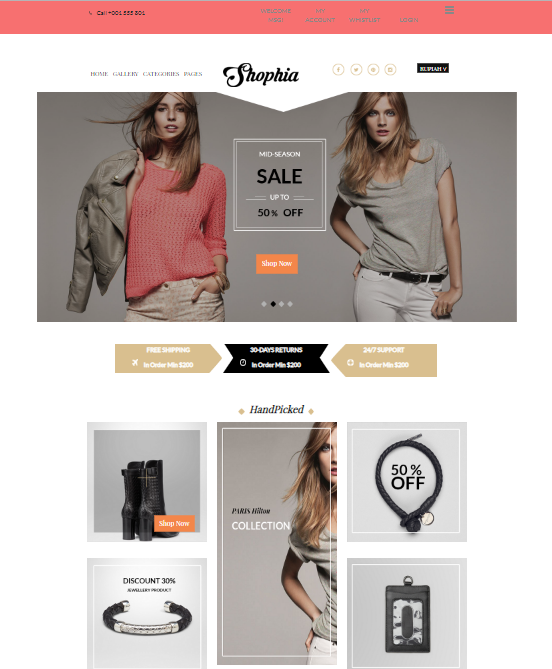 Call +001 555 801
WELCOME MY MY
MSG! ACCOUNT WHISTLIST LOGIN
HOME GALLERY CATEGORIES PAGES
Shophia
RUPIAH
MID-SEASON
SALE
UP TO
50 % OFF
Shop Now
FREE SHIPPING
In Order Min $200
30-DAYS RETURNS
In Order Min $200
24/7 SUPPORT
In Order Min $200
HandPicked
Shop Now
PARIS Hilton
COLLECTION
50 %
OFF
DISCOUNT 30%
JEWELLERY PRODUCT